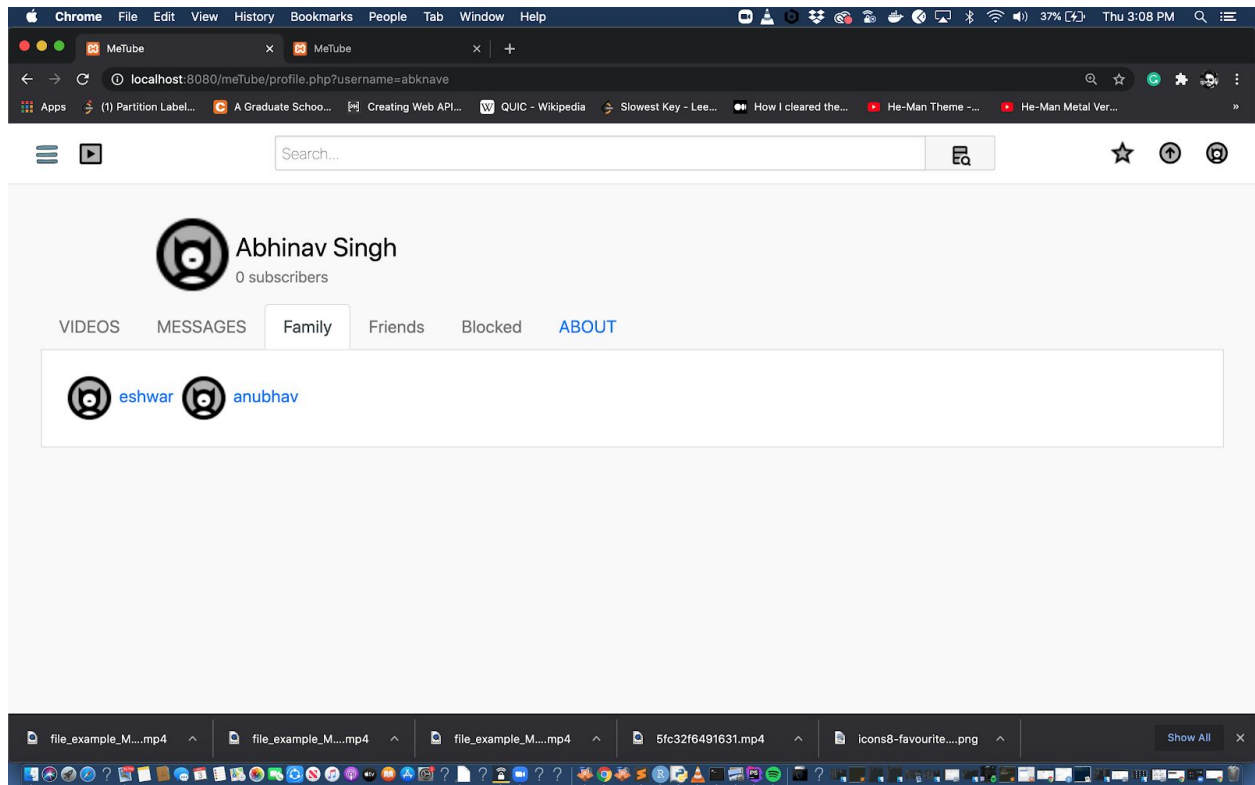 Chrome File Edit View History Bookmarks People Tab Window Help 37% Thu 3:08 PM
MeTube MeTube
localhost:8080/meTube/profile.php?username=abknave
Apps (1) Partition Label... A Graduate Schoo... Creating Web API... QUIC - Wikipedia Slowest Key - Lee... How I cleared the... He-Man Theme -... He-Man Metal Ver... »
Search...
Abhinav Singh
0 subscribers
VIDEOS MESSAGES Family Friends Blocked ABOUT
eshwar anubhav
file_example_M....mp4 file_example_M....mp4 file_example_M....mp4 5fc32f6491631.mp4 icons8-favourite....png Show All